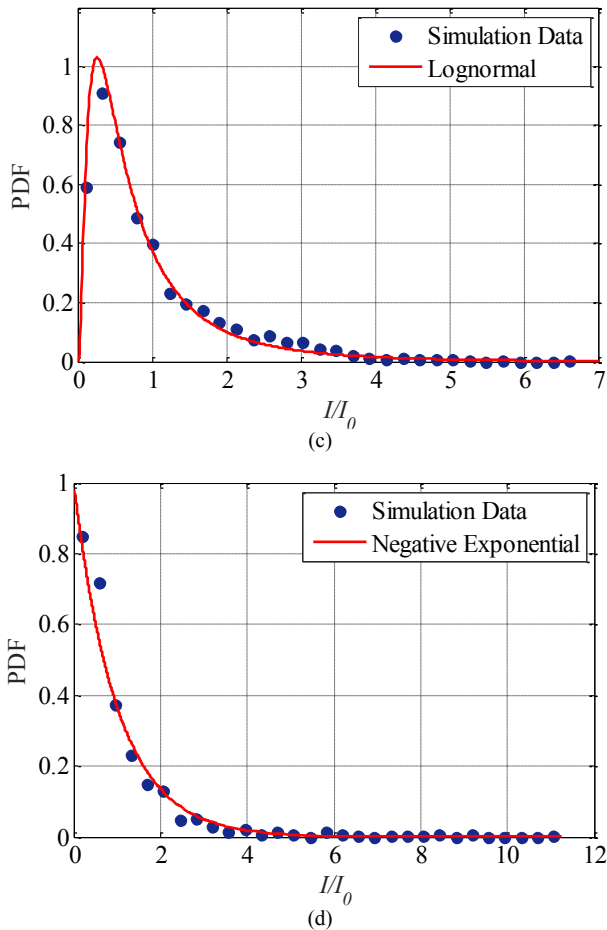 Simulation Data
Lognormal
1
0.8
0.6
0.4
0.2
0
PDF
0 1 2 3 4 5 6 7
I/I0
(c)
Simulation Data
Negative Exponential
1
0.8
0.6
0.4
0.2
0
PDF
0 2 4 6 8 10 12
I/I0
(d)